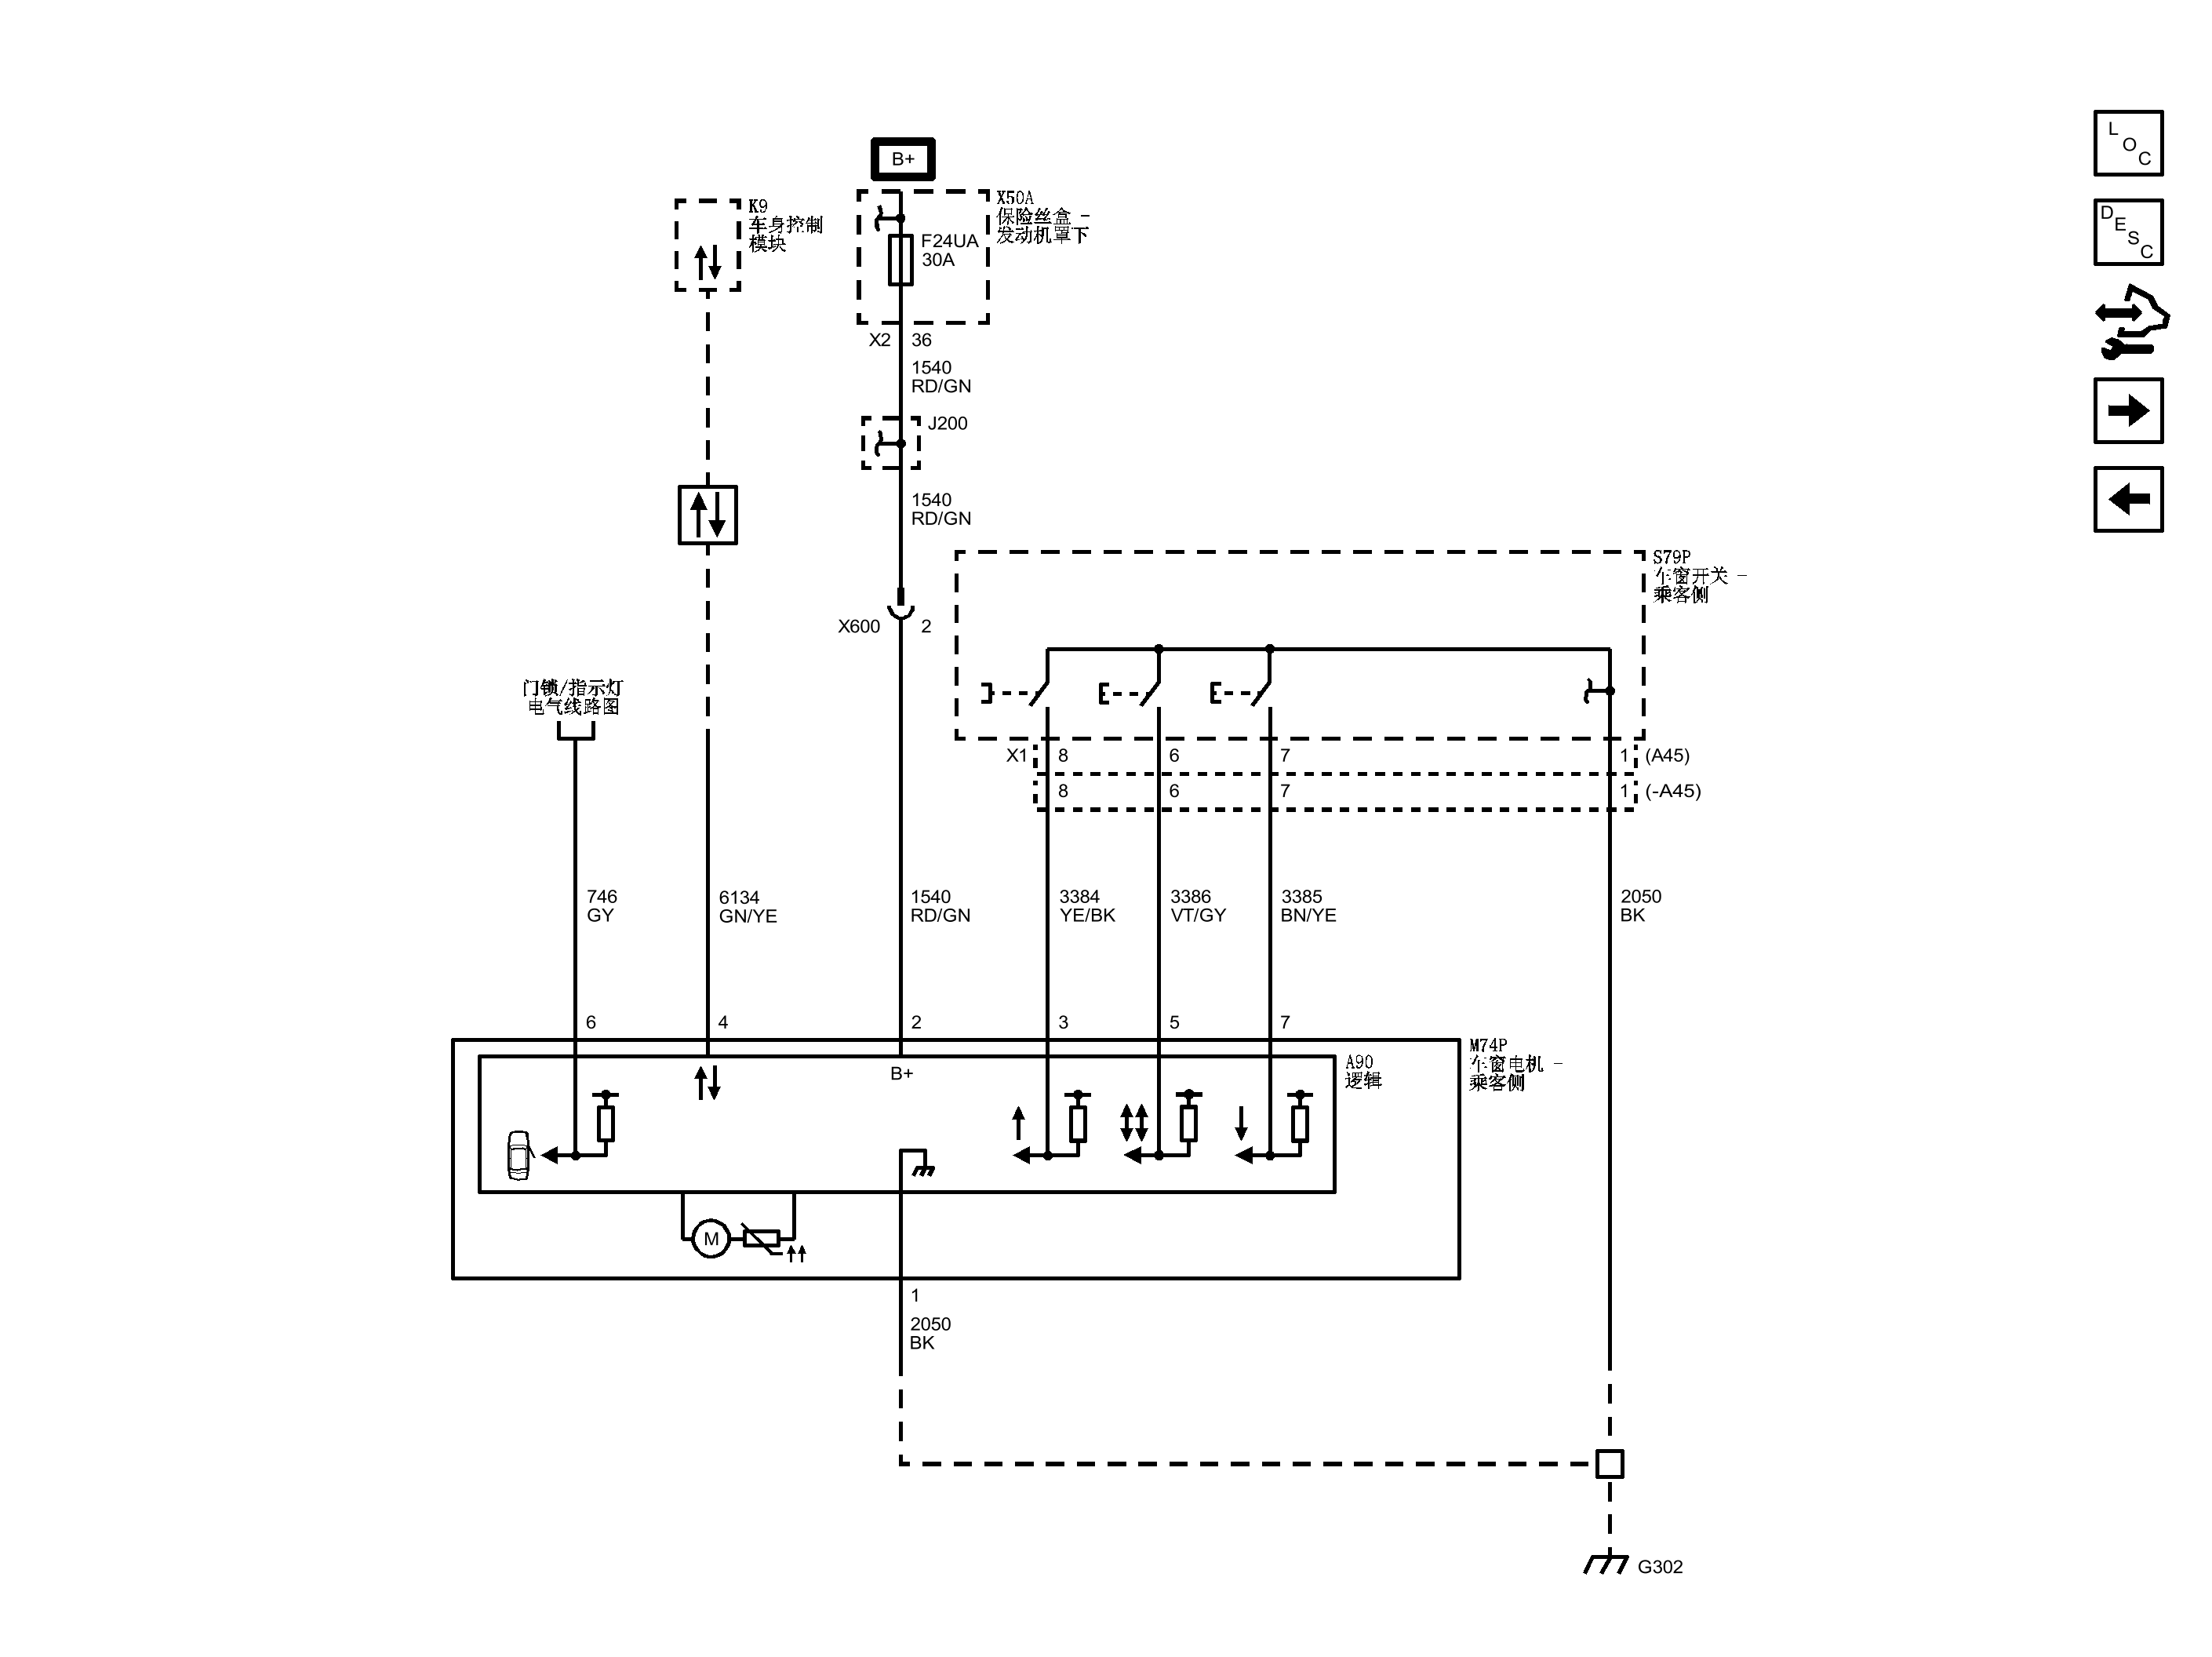 B+
X50A
保险丝盒 -
发动机罩下
K9
车身控制
模块
F24UA
30A
X2
36
1540
RD/GN
J200
1540
RD/GN
X600
2
S79P
车窗开关 -
乘客侧
门锁/指示灯
电气线路图
X1
8
6
7
1
(A45)
8
6
7
1
(-A45)
746
GY
6134
GN/YE
1540
RD/GN
3384
YE/BK
3386
VT/GY
3385
BN/YE
2050
BK
6
4
2
3
5
7
M74P
车窗电机 -
乘客侧
A90
逻辑
B+
M
1
2050
BK
G302
LOC
DESC